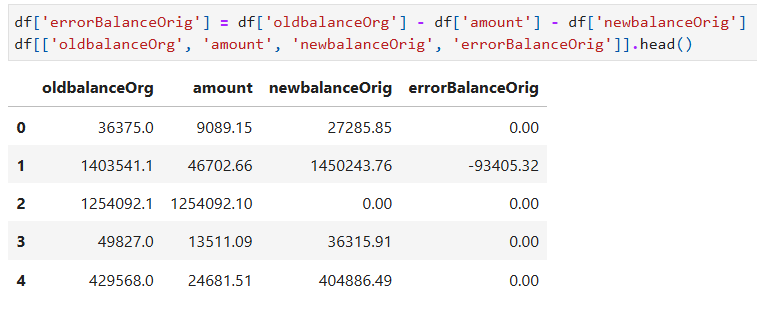 df['errorBalanceOrig'] = df['oldbalanceOrg'] - df['amount'] - df['newbalanceOrig']
df[['oldbalanceOrg', 'amount', 'newbalanceOrig', 'errorBalanceOrig']].head()
oldbalanceOrg amount newbalanceOrig errorBalanceOrig
0 36375.0 9089.15 27285.85 0.00
1 1403541.1 46702.66 1450243.76 -93405.32
2 1254092.1 1254092.10 0.00 0.00
3 49827.0 13511.09 36315.91 0.00
4 429568.0 24681.51 404886.49 0.00